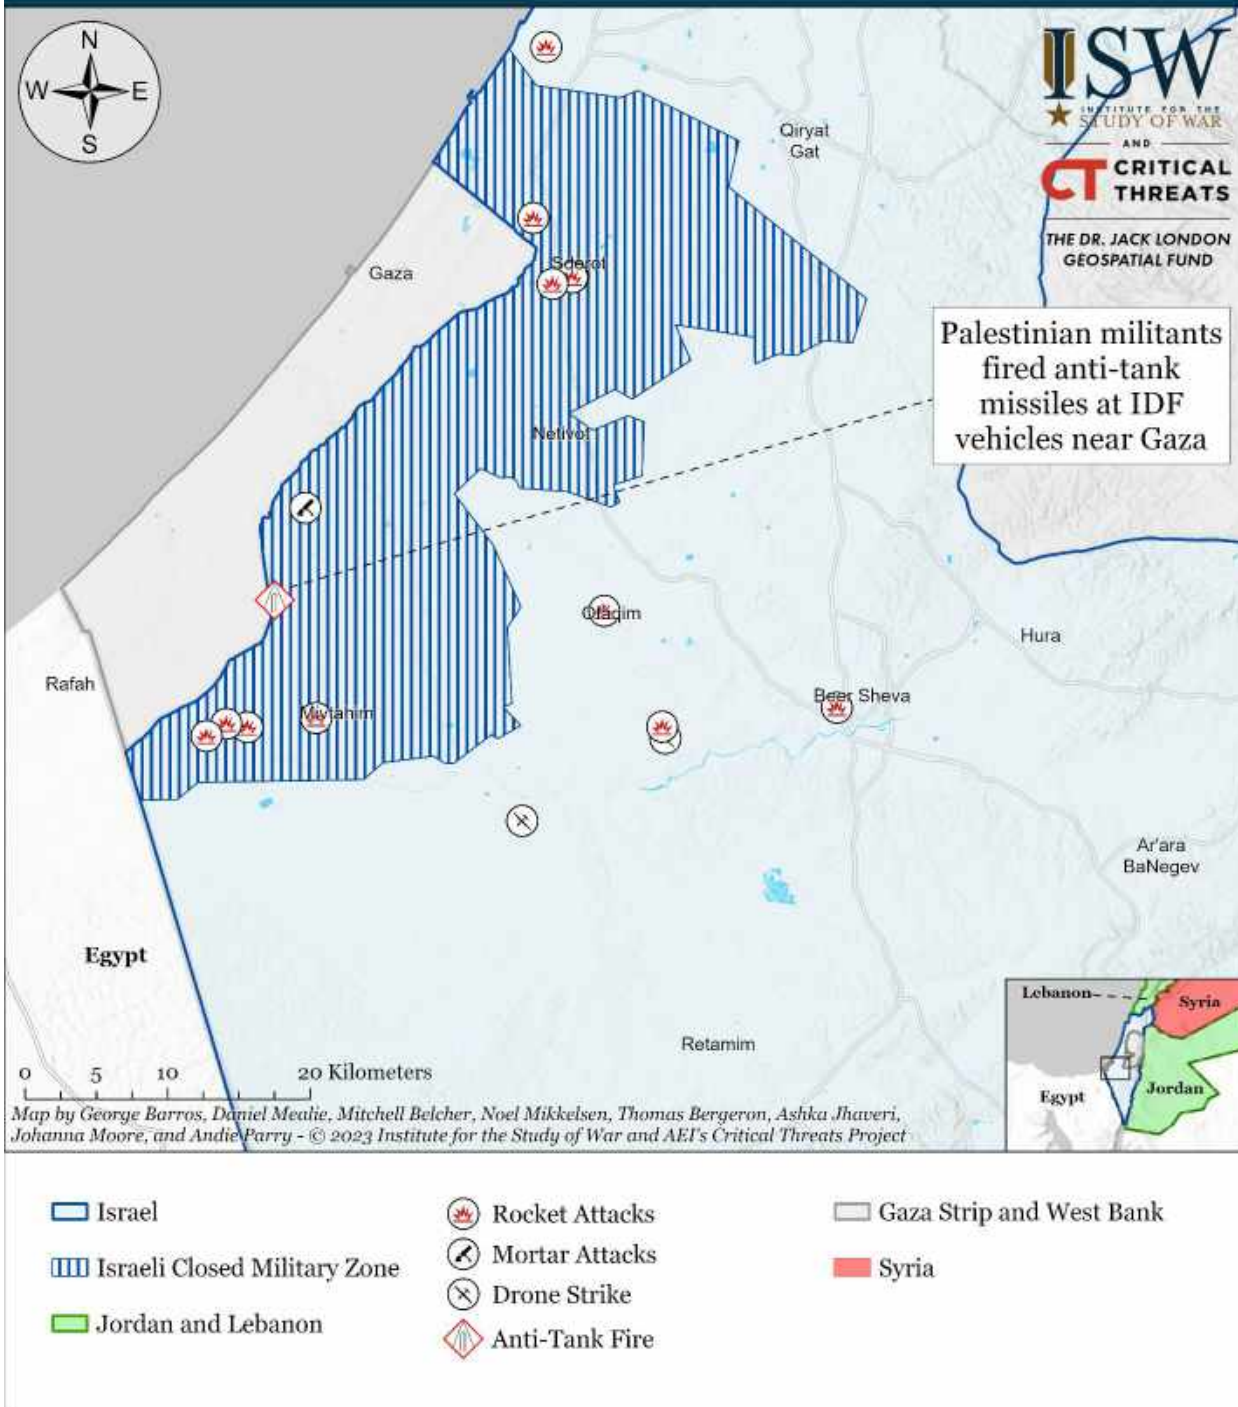 N
W E
S
ISW
INSTITUTE FOR THE
STUDY OF WAR
AND
CT CRITICAL
THREATS
THE DR. JACK LONDON
GEOSPATIAL FUND
Qiryat
Gat
Gaza
Sderot
Palestinian militants
fired anti-tank
missiles at IDF
vehicles near Gaza
Netivot
Ofaqim
Hura
Rafah
Mivtahim
Beer Sheva
Ar'ara
BaNegev
Egypt
Retamim
Lebanon
Syria
Egypt
Jordan
0 5 10 20 Kilometers
Map by George Barros, Daniel Mealie, Mitchell Belcher, Noel Mikkelsen, Thomas Bergeron, Ashka Jhaveri,
Johanna Moore, and Andie Parry - © 2023 Institute for the Study of War and AEI's Critical Threats Project
Israel
Israeli Closed Military Zone
Jordan and Lebanon
Rocket Attacks
Mortar Attacks
Drone Strike
Anti-Tank Fire
Gaza Strip and West Bank
Syria